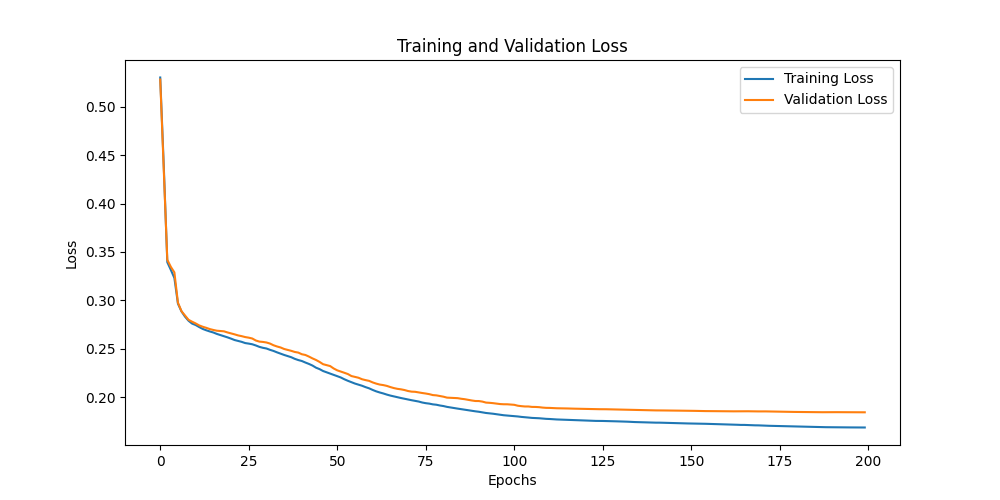 Training and Validation Loss
Training Loss
Validation Loss
0.50
0.45
0.40
0.35
0.30
0.25
0.20
Loss
0 25 50 75 100 125 150 175 200
Epochs